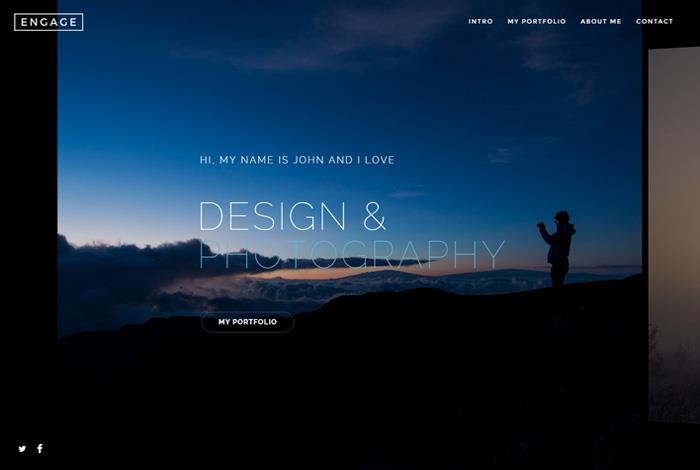 ENGAGE
INTRO MY PORTFOLIO ABOUT ME CONTACT
HI, MY NAME IS JOHN AND I LOVE
DESIGN &
PHOTOGRAPHY
MY PORTFOLIO